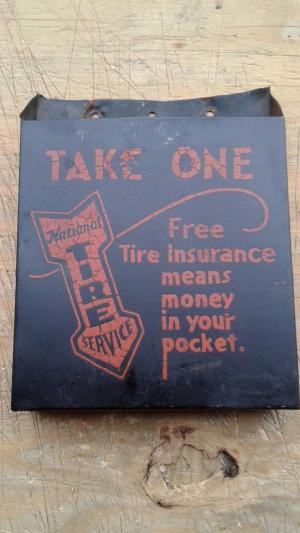 TAKE ONE
National
TIRE
SERVICE
Free
Tire Insurance
means
money
in your
pocket.